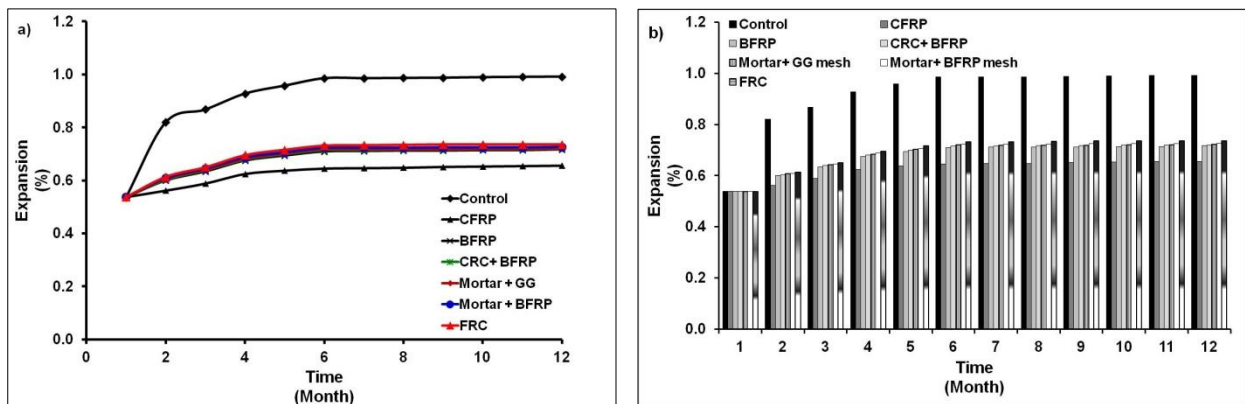 a)
1.2
1.0
0.8
0.6
0.4
0.2
0.0
Expansion
(%)
Control
CFRP
BFRP
CRC+ BFRP
Mortar + GG
Mortar + BFRP
FRC
0 2 4 6 8 10 12
Time
(Month)
b)
1.2
1.0
0.8
0.6
0.4
0.2
0.0
Expansion
(%)
Control CFRP
BFRP CRC+ BFRP
Mortar+ GG mesh Mortar+ BFRP mesh
FRC
1 2 3 4 5 6 7 8 9 10 11 12
Time
(Month)